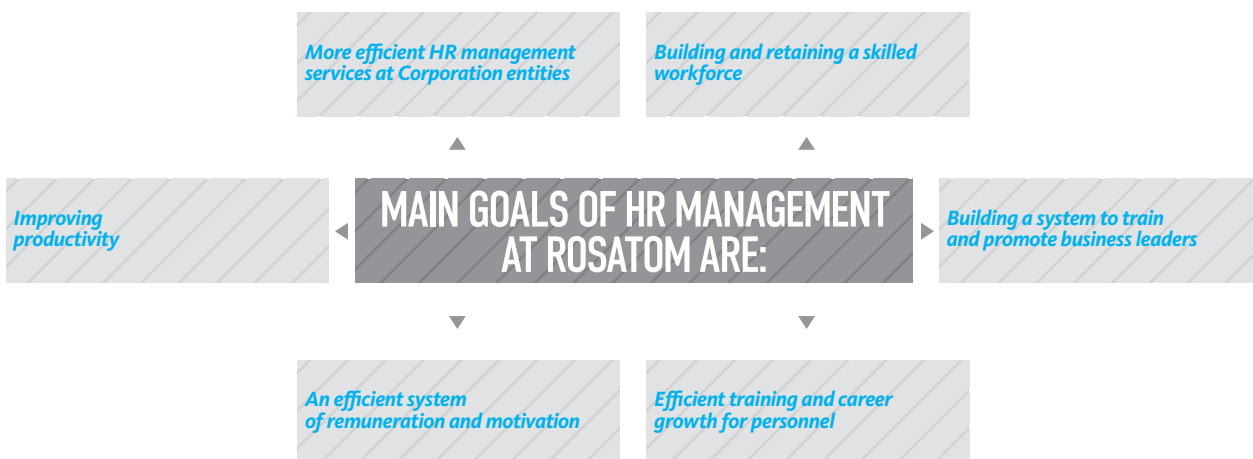 More efficient HR management
services at Corporation entities
Building and retaining a skilled
workforce
Improving
productivity
MAIN GOALS OF HR MANAGEMENT
AT ROSATOM ARE:
Building a system to train
and promote business leaders
An efficient system
of remuneration and motivation
Efficient training and career
growth for personnel